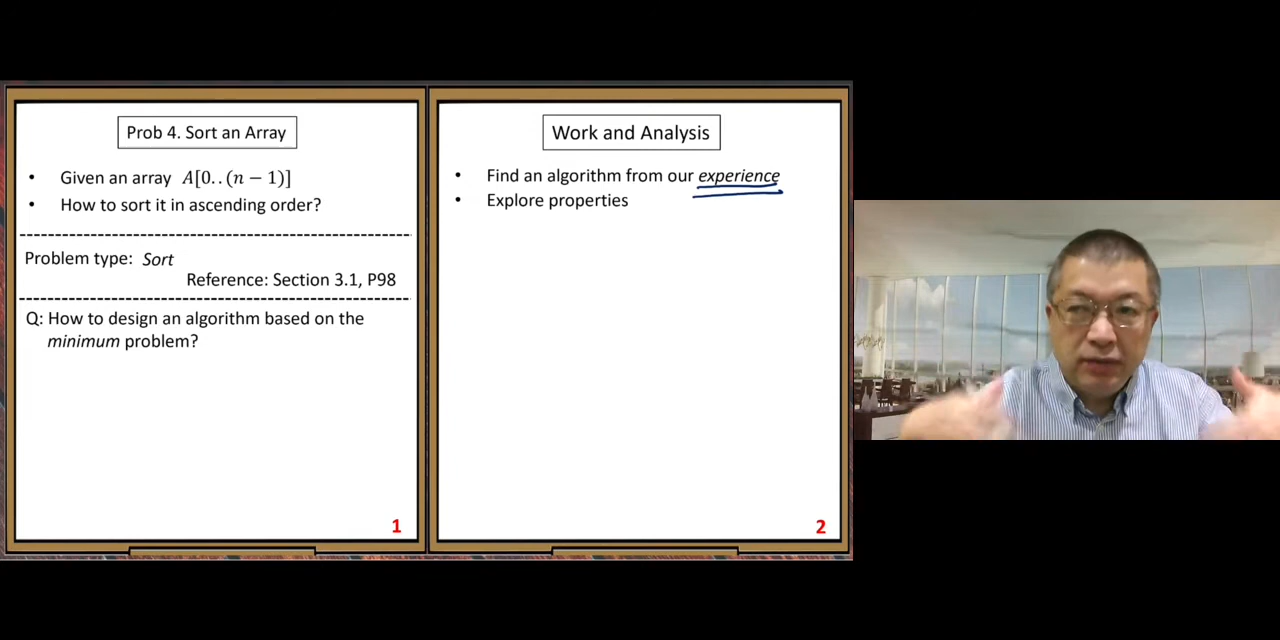 Prob 4. Sort an Array
• Given an array A[0..(n − 1)]
• How to sort it in ascending order?
Problem type: Sort
Reference: Section 3.1, P98
Q: How to design an algorithm based on the
minimum problem?
1
Work and Analysis
• Find an algorithm from our experience
• Explore properties
2